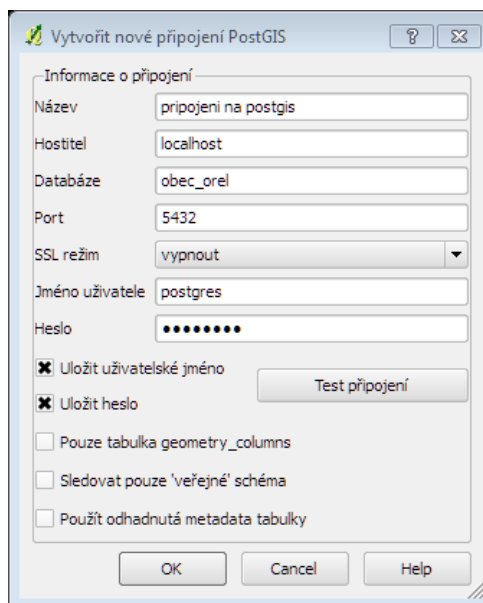 Vytvořit nové připojení PostGIS
Informace o připojení
Název pripojeni na postgis
Hostitel localhost
Databáze obec_orel
Port 5432
SSL režim vypnout
Jméno uživatele postgres
Heslo ●●●●●●●●
Uložit uživatelské jméno
Test připojení
Uložit heslo
Pouze tabulka geometry_columns
Sledovat pouze 'veřejné' schéma
Použít odhadnutá metadata tabulky
OK Cancel Help